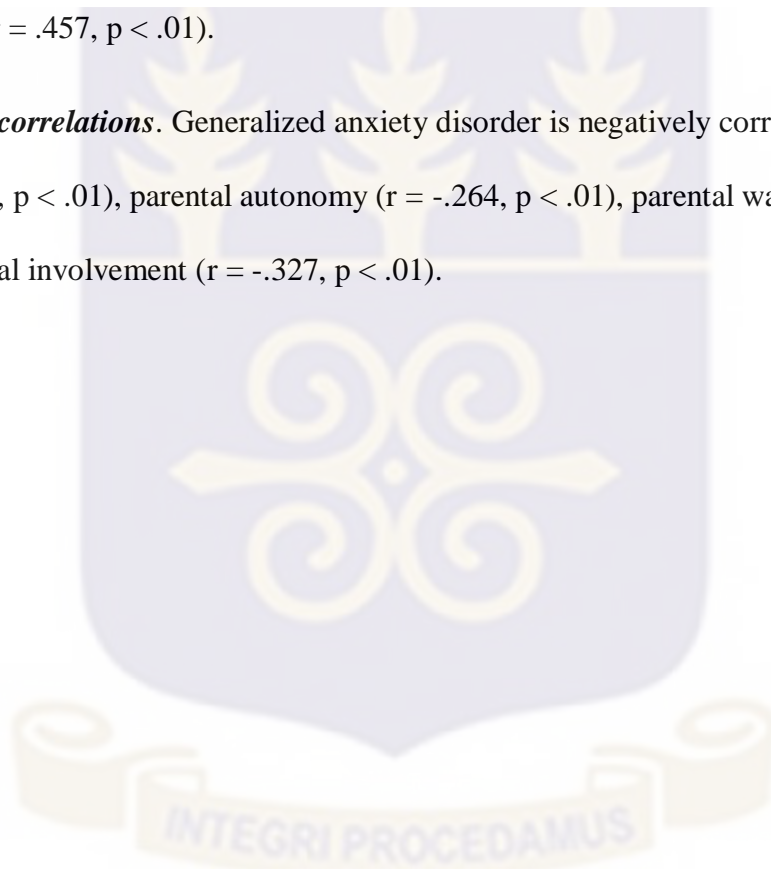 = .457, p < .01).
correlations. Generalized anxiety disorder is negatively corr
, p < .01), parental autonomy (r = -.264, p < .01), parental wa
al involvement (r = -.327, p < .01).
INTEGRI PROCEDAMUS